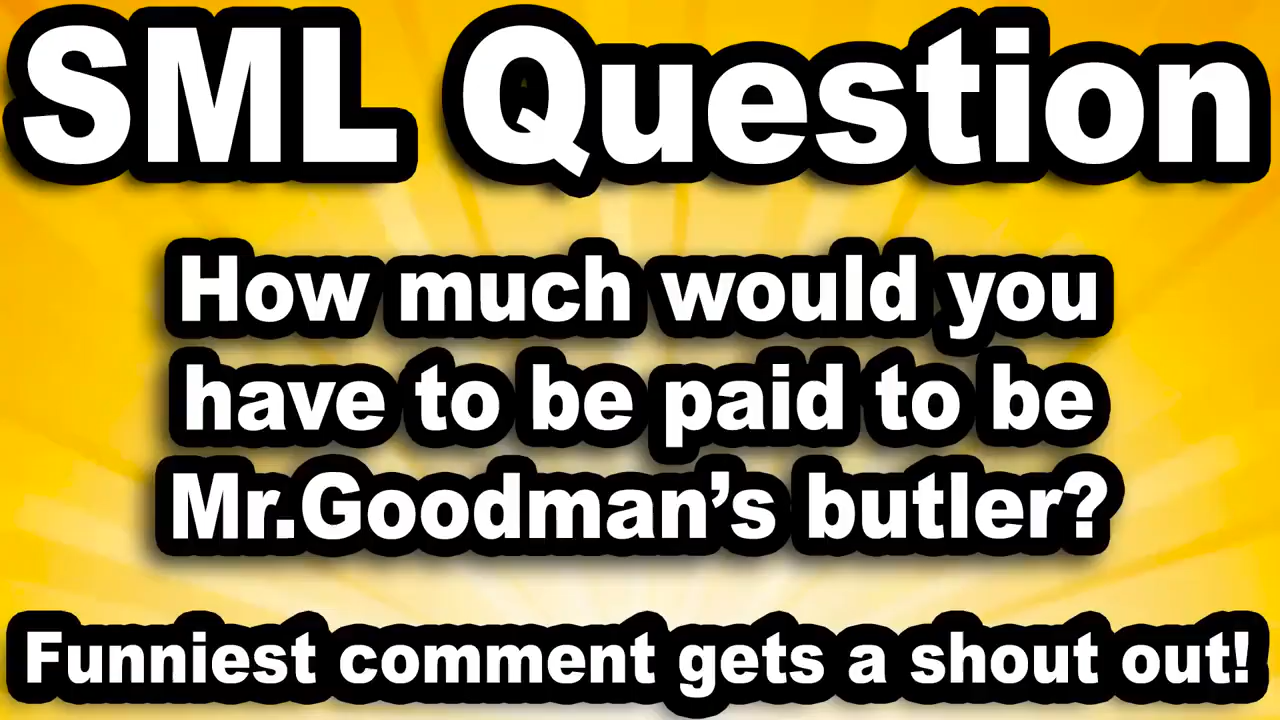 SML Question
How much would you
have to be paid to be
Mr.Goodman’s butler?
Funniest comment gets a shout out!